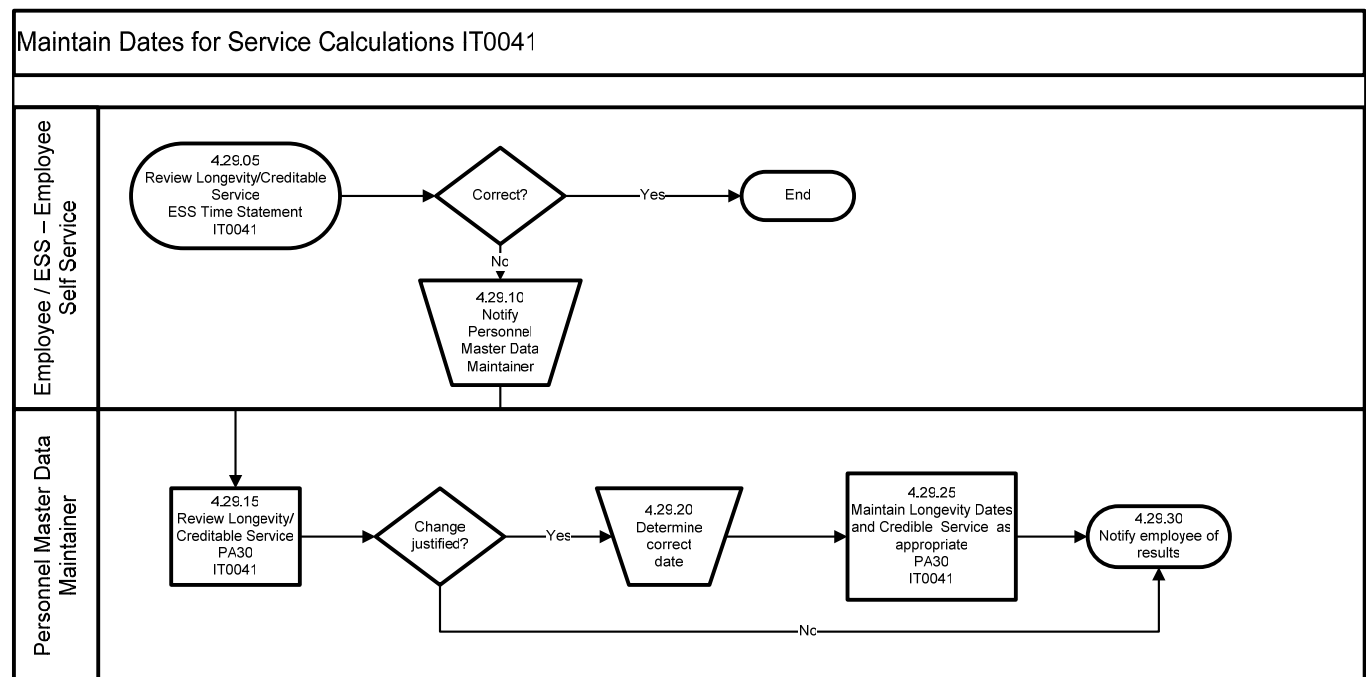 Maintain Dates for Service Calculations IT0041
Employee / ESS – Employee
Self Service
4.29.05
Review Longevity/Creditable
Service
ESS Time Statement
IT0041
Correct?
Yes
End
No
4.29.10
Notify
Personnel
Master Data
Maintainer
Personnel Master Data
Maintainer
4.29.15
Review Longevity/
Creditable Service
PA30
IT0041
Change
justified?
Yes
4.29.20
Determine
correct
date
4.29.25
Maintain Longevity Dates
and Credible Service as
appropriate
PA30
IT0041
4.29.30
Notify employee of
results
No